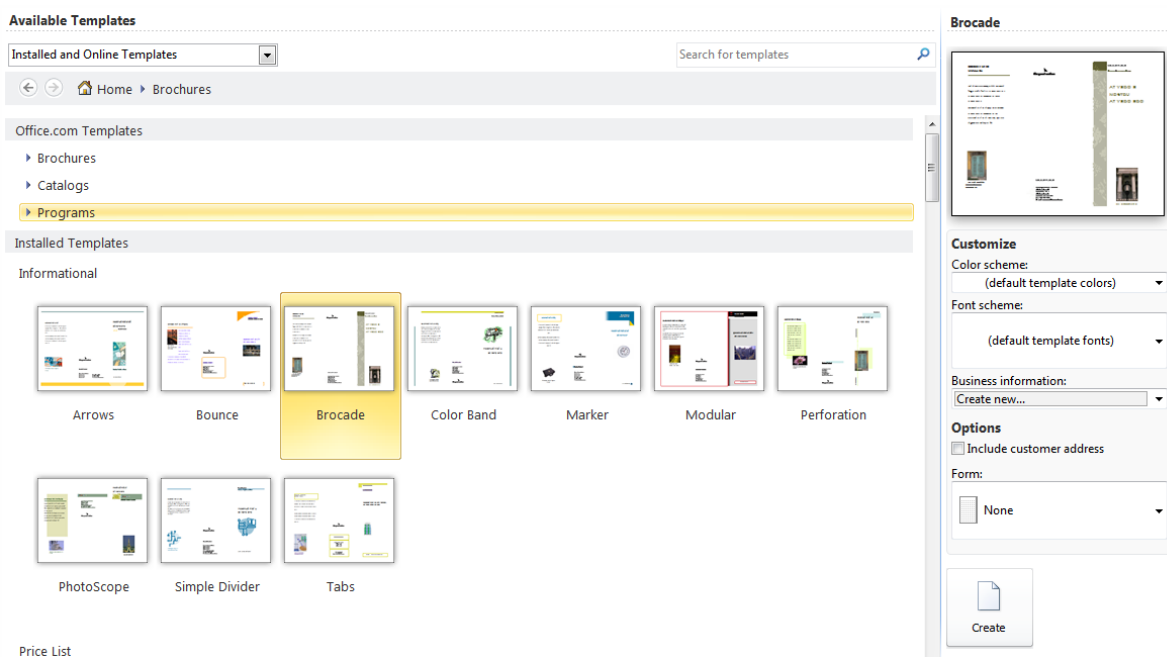 Available Templates
Installed and Online Templates
Search for templates
Home
Brochures
Office.com Templates
Brochures
Catalogs
Programs
Installed Templates
Informational
Arrows
Bounce
Brocade
Color Band
Marker
Modular
Perforation
PhotoScope
Simple Divider
Tabs
Price List
Brocade
Customize
Color scheme:
(default template colors)
Font scheme:
(default template fonts)
Business information:
Create new...
Options
Include customer address
Form:
None
Create